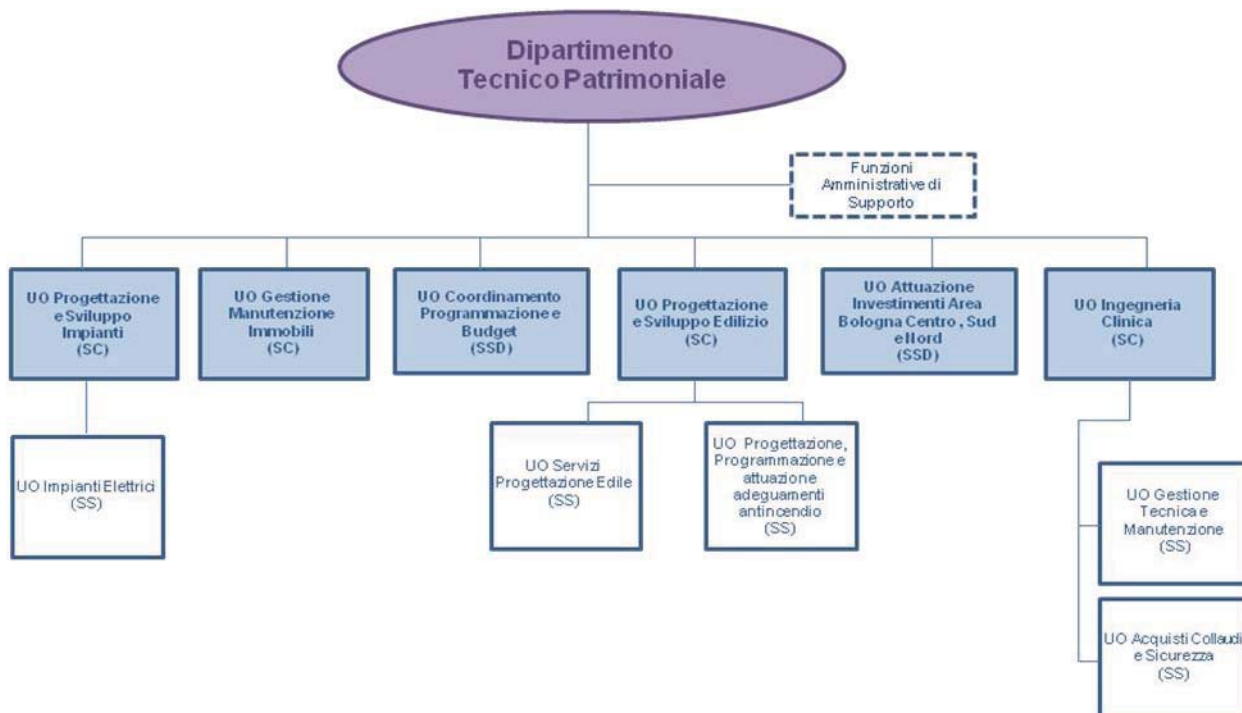 Dipartimento
Tecnico Patrimoniale
Funzioni
Amministrative di
Supporto
UO Progettazione
e Sviluppo
Impianti
(SC)
UO Gestione
Manutenzione
Immobili
(SC)
UO Coordinamento
Programmazione e
Budget
(SSD)
UO Progettazione
e Sviluppo Edilizio
(SC)
UO Attuazione
Investimenti Area
Bologna Centro , Sud
e Nord
(SSD)
UO Ingegneria
Clinica
(SC)
UO Impianti Elettrici
(SS)
UO Servizi
Progettazione Edile
(SS)
UO Progettazione,
Programmazione e
attuazione
adeguamenti
antincendio
(SS)
UO Gestione
Tecnica e
Manutenzione
(SS)
UO Acquisti Collaudi
e Sicurezza
(SS)